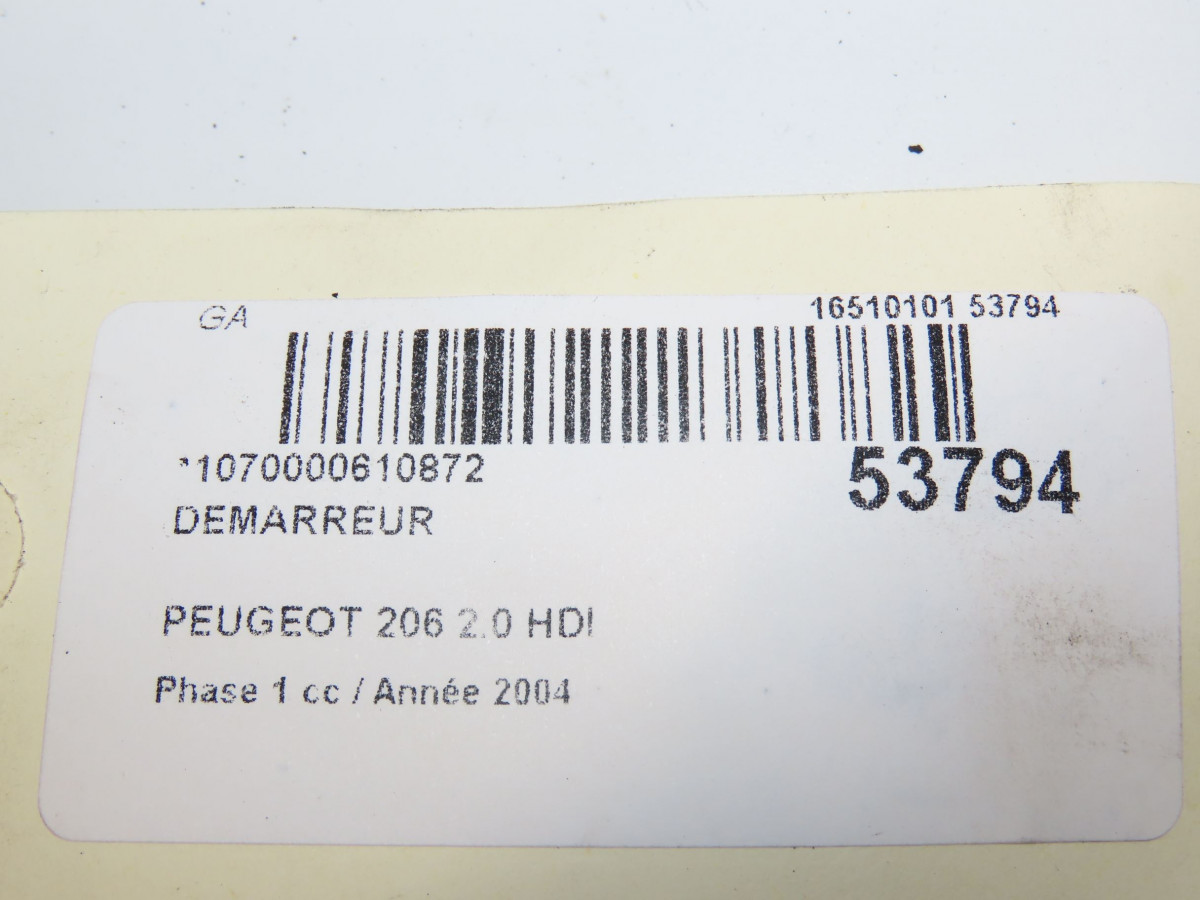 GA 16510101 53794
*1070000610872 53794
DEMARREUR
PEUGEOT 206 2.0 HDI
Phase 1 cc / Année 2004